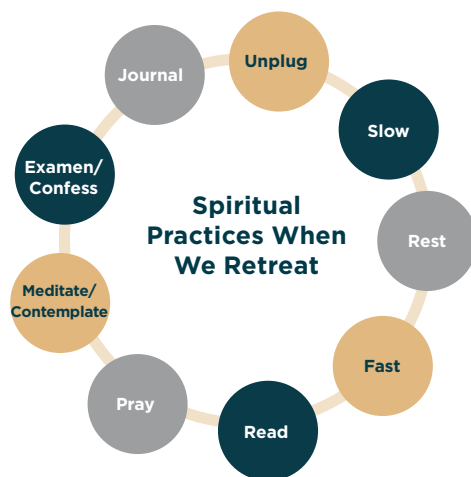 Spiritual
Practices When
We Retreat
Unplug
Slow
Rest
Fast
Read
Pray
Meditate/
Contemplate
Examen/
Confess
Journal